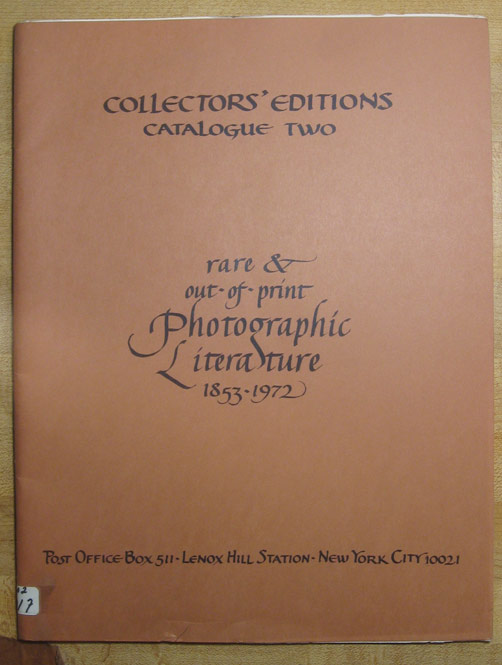 COLLECTORS' EDITIONS
CATALOGUE TWO
rare &
out-of-print
Photographic
Literature
1853-1972
POST OFFICE BOX 511 - LENOX HILL STATION - NEW YORK CITY 10021
17